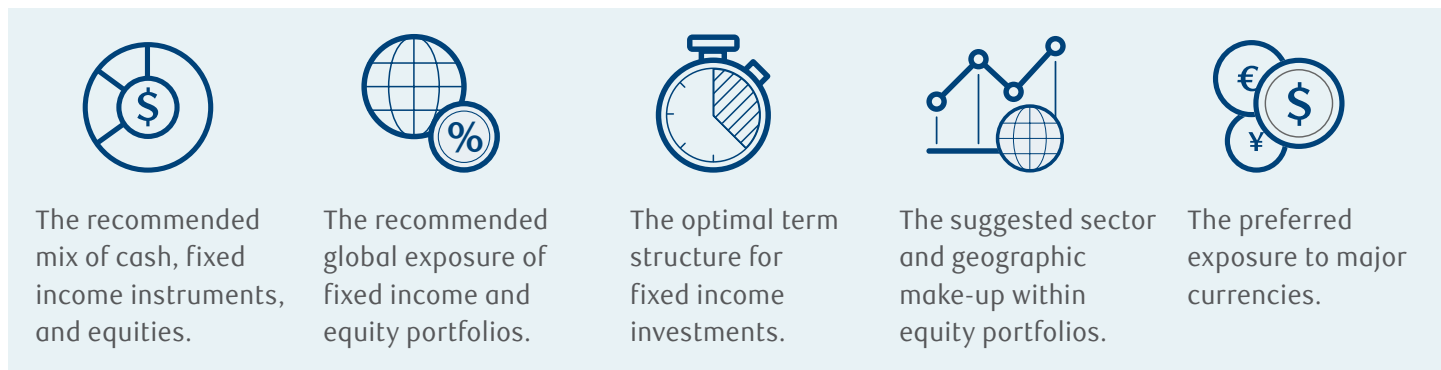 $
%
€
$
¥
The recommended
mix of cash, fixed
income instruments,
and equities.
The recommended
global exposure of
fixed income and
equity portfolios.
The optimal term
structure for
fixed income
investments.
The suggested sector
and geographic
make-up within
equity portfolios.
The preferred
exposure to major
currencies.